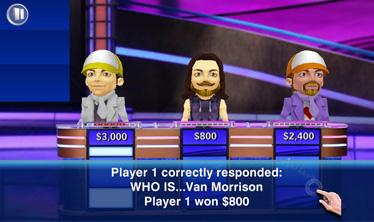 $3,000
$800
$2,400
Player 1 correctly responded:
WHO IS...Van Morrison
Player 1 won $800